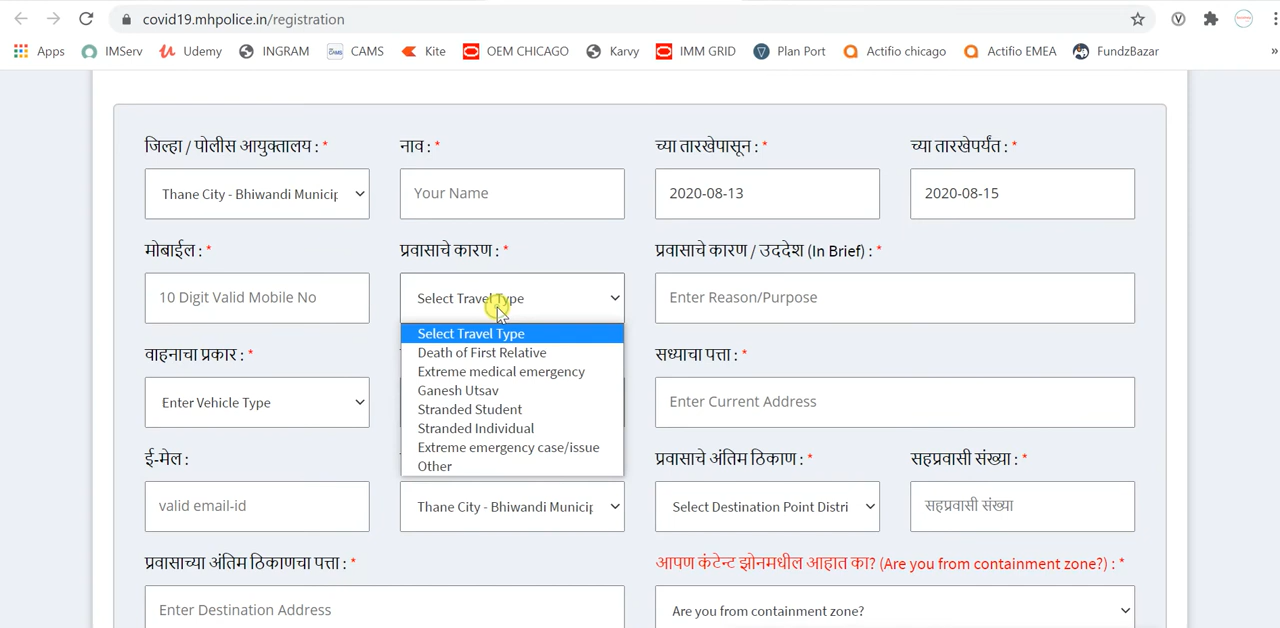 covid19.mhpolice.in/registration
Apps IMServ Udemy INGRAM CAMS Kite OEM CHICAGO Karvy IMM GRID Plan Port Actifio chicago Actifio EMEA FundzBazar »
जिल्हा / पोलीस आयुक्तालय : * नाव : * च्या तारखेपासून : * च्या तारखेपर्यंत : *
Thane City - Bhiwandi Municip Your Name 2020-08-13 2020-08-15
मोबाईल : * प्रवासाचे कारण : * प्रवासाचे कारण / उददेश (In Brief) : *
10 Digit Valid Mobile No Select Travel Type Enter Reason/Purpose
Select Travel Type
Death of First Relative
Extreme medical emergency
Ganesh Utsav
Stranded Student
Stranded Individual
Extreme emergency case/issue
Other
वाहनाचा प्रकार : * सध्याचा पत्ता : *
Enter Vehicle Type Enter Current Address
ई-मेल : प्रवासाचे अंतिम ठिकाण : * सहप्रवासी संख्या : *
valid email-id Thane City - Bhiwandi Municip Select Destination Point Distri सहप्रवासी संख्या
प्रवासाच्या अंतिम ठिकाणचा पत्ता : * आपण कंटेन्ट झोनमधील आहात का? (Are you from containment zone?) : *
Enter Destination Address Are you from containment zone?